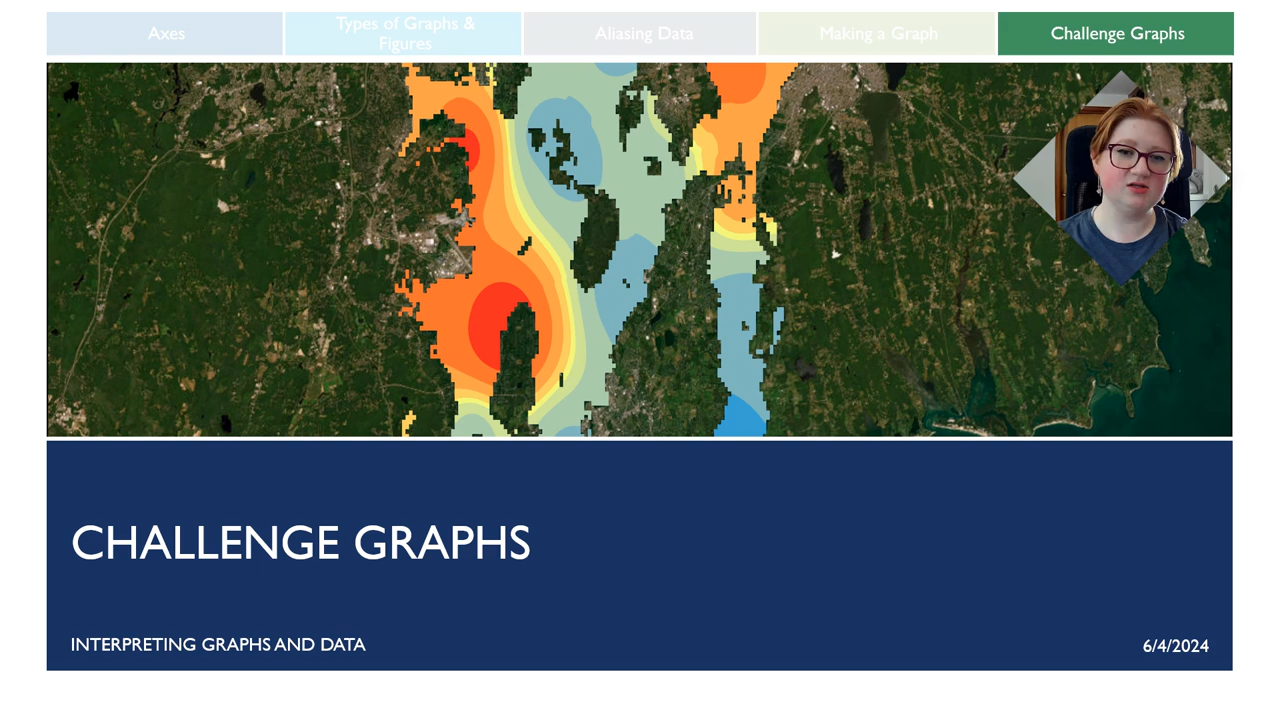 Axes
Types of Graphs &
Figures
Aliasing Data
Making a Graph
Challenge Graphs
CHALLENGE GRAPHS
INTERPRETING GRAPHS AND DATA
6/4/2024